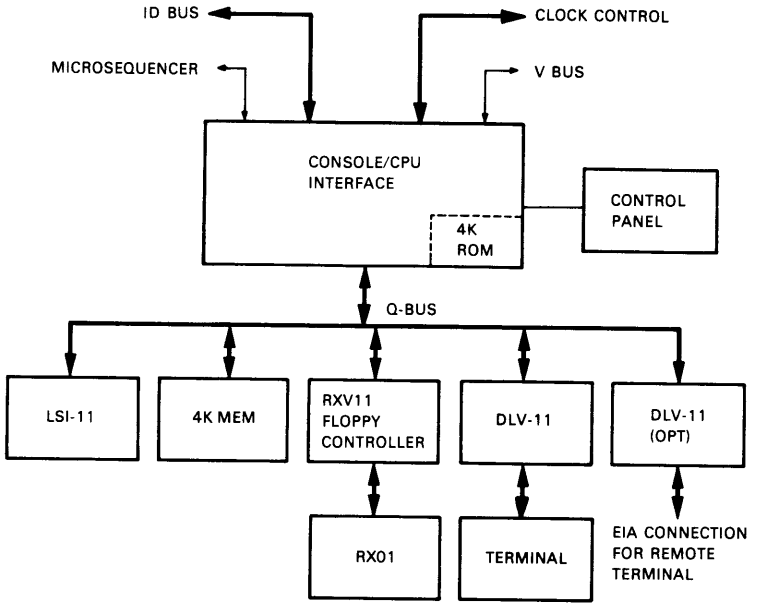 ID BUS
CLOCK CONTROL
MICROSEQUENCER
V BUS
CONSOLE/CPU
INTERFACE
4K
ROM
CONTROL
PANEL
Q-BUS
LSI-11
4K MEM
RXV11
FLOPPY
CONTROLLER
DLV-11
DLV-11
(OPT)
RX01
TERMINAL
EIA CONNECTION
FOR REMOTE
TERMINAL